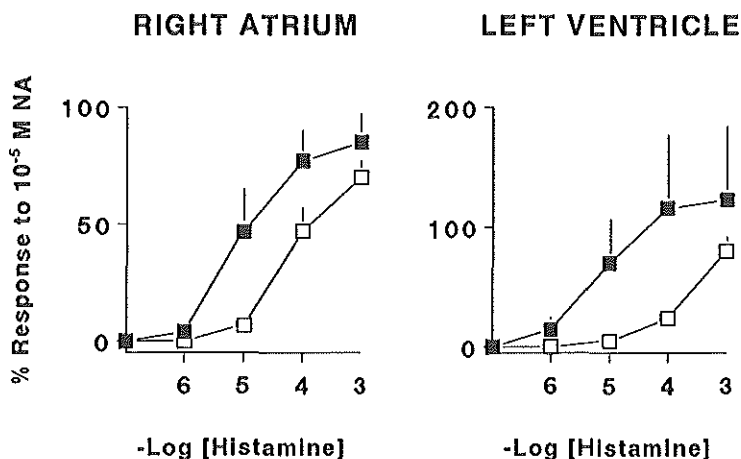 RIGHT ATRIUM
LEFT VENTRICLE
% Response to 10⁻⁵ M NA
100
50
0
6 5 4 3
-Log [Histamine]
200
100
0
6 5 4 3
-Log [Histamine]